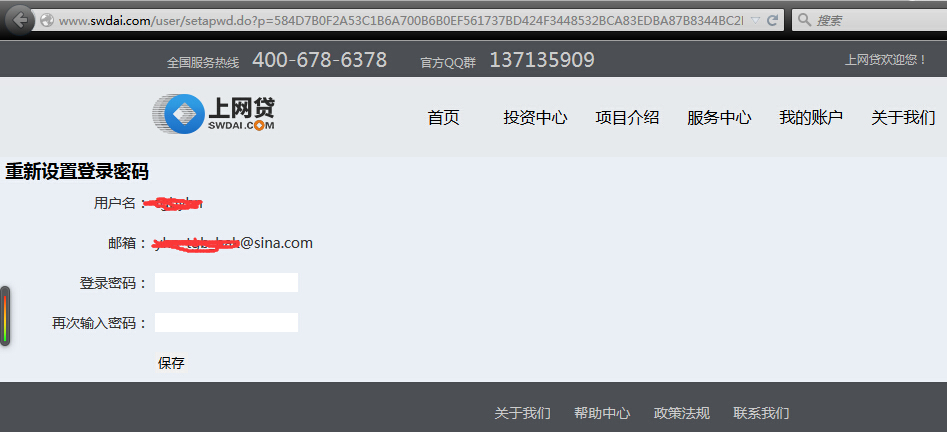 www.swdai.com/user/setapwd.do?p=584D7B0F2A53C1B6A700B6B0EF561737BD424F3448532BCA83EDBA87B8344BC2 搜索
全国服务热线 400-678-6378 官方QQ群 137135909 上网贷欢迎您！
上网贷
SWDAI.COM
首页 投资中心 项目介绍 服务中心 我的账户 关于我们
重新设置登录密码
用户名：
邮箱： @sina.com
登录密码：
再次输入密码：
保存
关于我们 帮助中心 政策法规 联系我们